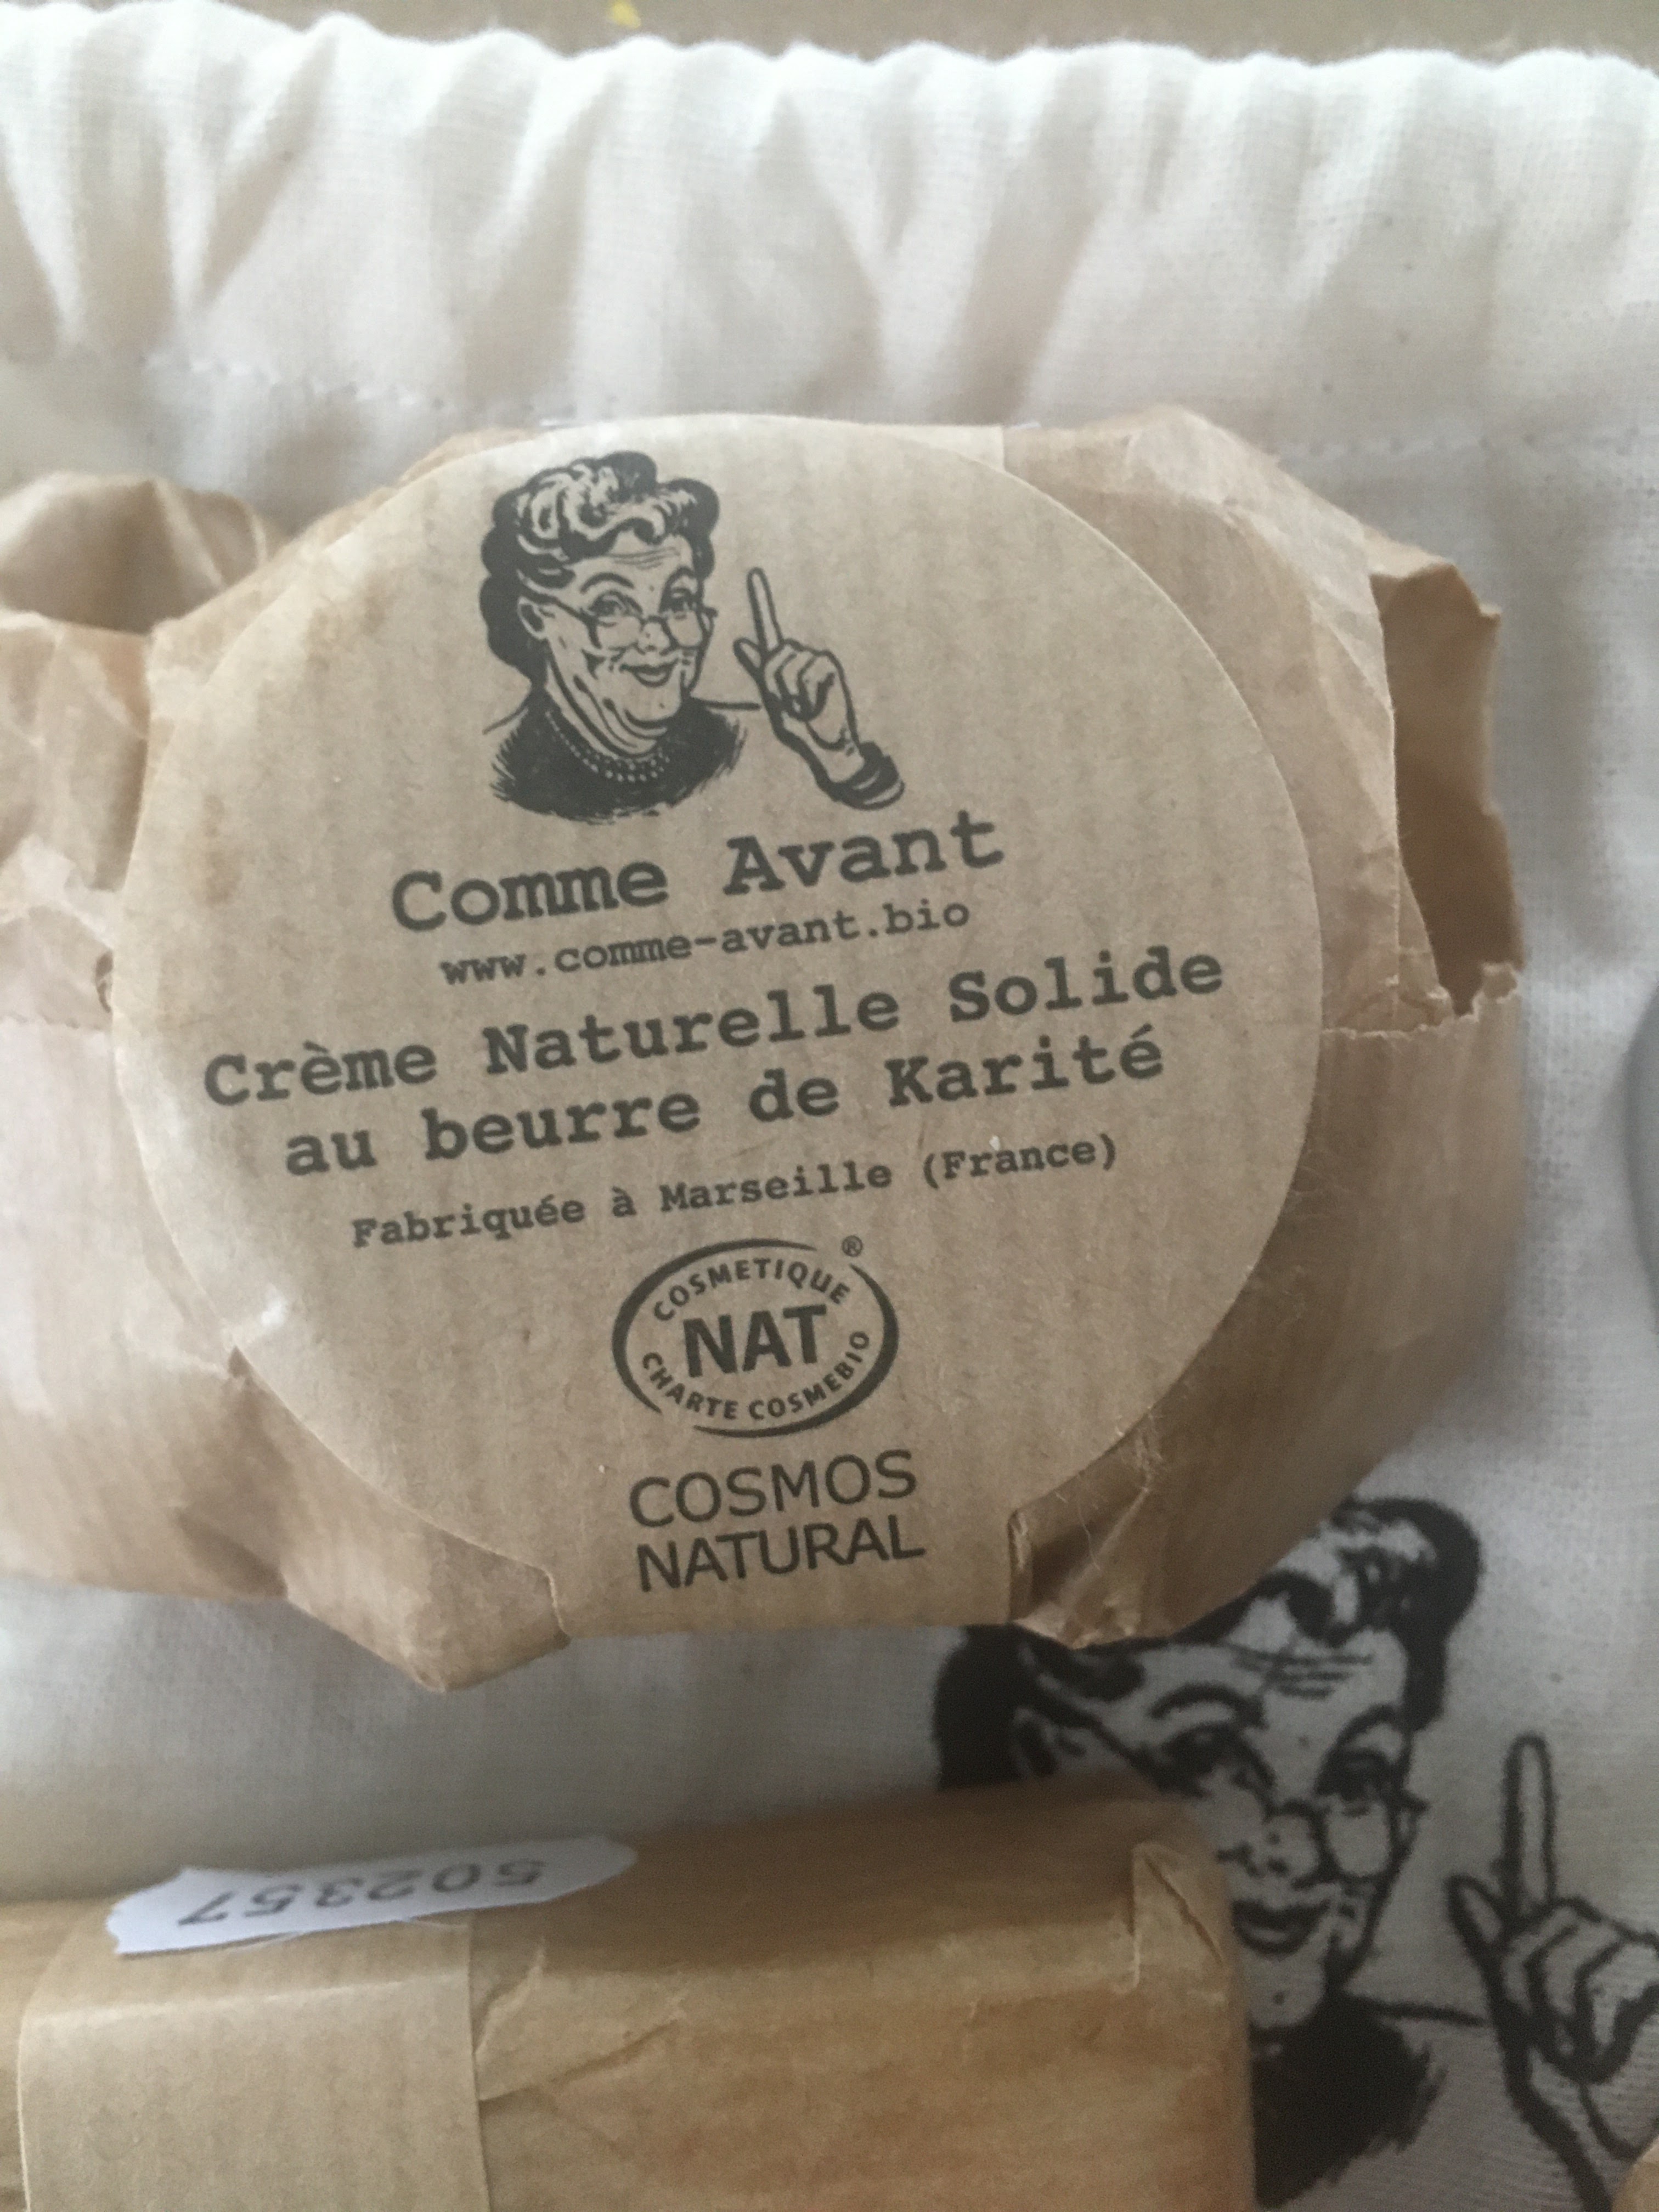 Comme Avant
www.comme-avant.bio
Crème Naturelle Solide
au beurre de Karité
Fabriquée à Marseille (France)
COSMETIQUE ®
NAT
CHARTE COSMEBIO
COSMOS
NATURAL
502357